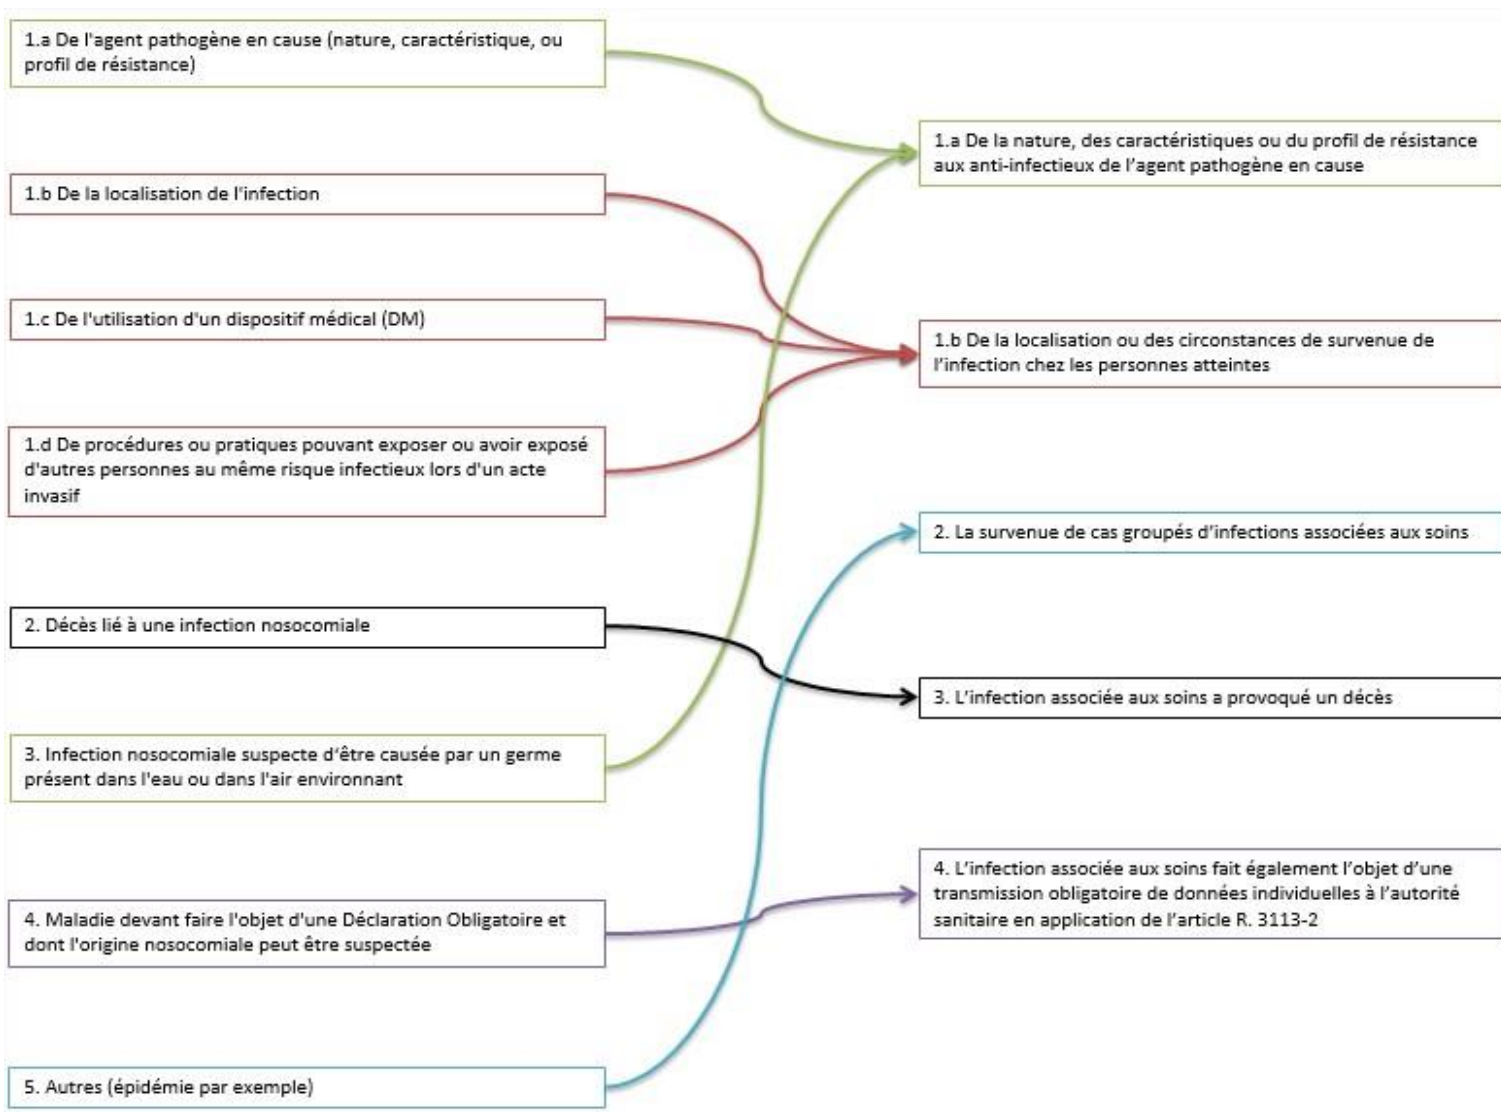 1.a De l'agent pathogène en cause (nature, caractéristique, ou
profil de résistance)
1.b De la localisation de l'infection
1.c De l'utilisation d'un dispositif médical (DM)
1.d De procédures ou pratiques pouvant exposer ou avoir exposé
d'autres personnes au même risque infectieux lors d'un acte
invasif
2. Décès lié à une infection nosocomiale
3. Infection nosocomiale suspecte d'être causée par un germe
présent dans l'eau ou dans l'air environnant
4. Maladie devant faire l'objet d'une Déclaration Obligatoire et
dont l'origine nosocomiale peut être suspectée
5. Autres (épidémie par exemple)
1.a De la nature, des caractéristiques ou du profil de résistance
aux anti-infectieux de l’agent pathogène en cause
1.b De la localisation ou des circonstances de survenue de
l’infection chez les personnes atteintes
2. La survenue de cas groupés d’infections associées aux soins
3. L’infection associée aux soins a provoqué un décès
4. L’infection associée aux soins fait également l’objet d’une
transmission obligatoire de données individuelles à l’autorité
sanitaire en application de l’article R. 3113-2